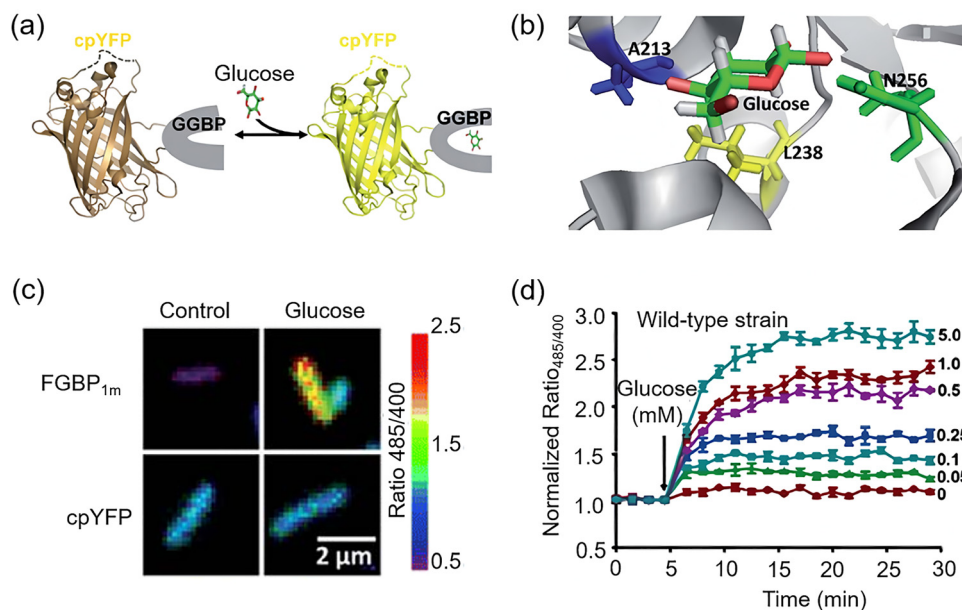 (a)
cpYFP
cpYFP
Glucose
GGBP
GGBP
(b)
A213
N256
Glucose
L238
(c)
Control
Glucose
FGBP1m
cpYFP
2 μm
2.5
1.5
0.5
Ratio 485/400
(d)
Wild-type strain
Glucose
(mM)
Normalized Ratio485/400
3.0
2.5
2.0
1.5
1.0
0.5
5.0
1.0
0.5
0.25
0.1
0.05
0
0 5 10 15 20 25 30
Time (min)